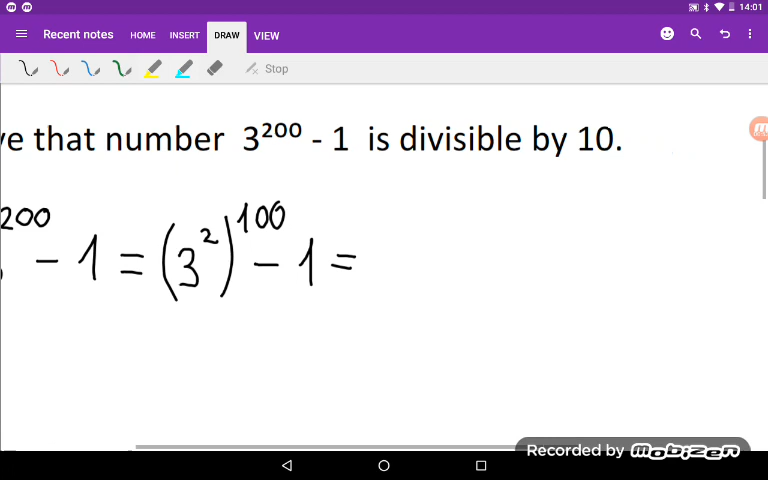 14:01
Recent notes HOME INSERT DRAW VIEW
Stop
that number 3²⁰⁰ - 1 is divisible by 10.
²⁰⁰ - 1 = (3²)¹⁰⁰ - 1 =
Recorded by mobizen